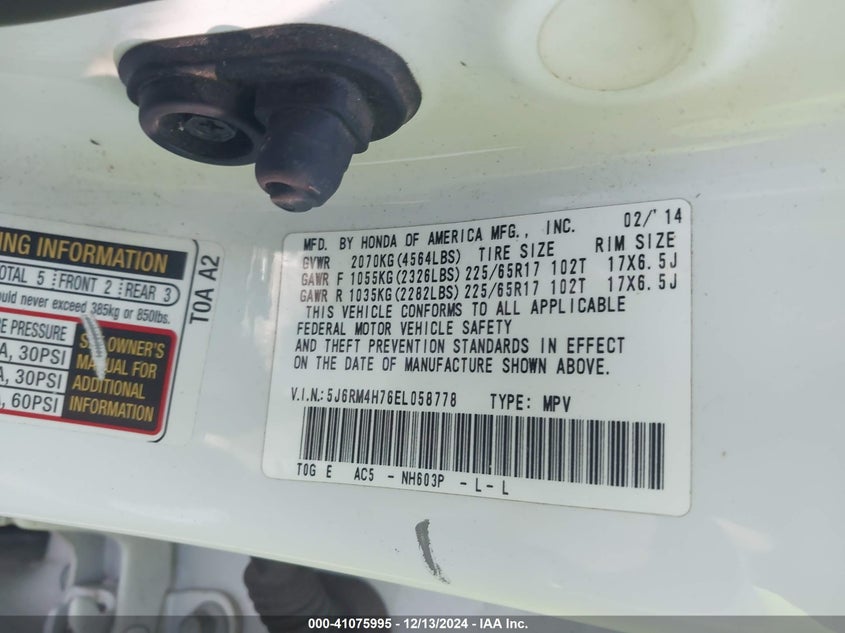 NG INFORMATION
OTAL 5 FRONT 2 REAR 3
ould never exceed 385kg or 850lbs.
E PRESSURE
A, 30PSI
A, 30PSI
A, 60PSI
OWNER'S
MANUAL FOR
ADDITIONAL
INFORMATION
T0A A2
MFD. BY HONDA OF AMERICA MFG., INC. 02/'14
GVWR 2070KG(4564LBS) TIRE SIZE RIM SIZE
GAWR F 1055KG(2326LBS) 225/65R17 102T 17X6.5J
GAWR R 1035KG(2282LBS) 225/65R17 102T 17X6.5J
THIS VEHICLE CONFORMS TO ALL APPLICABLE
FEDERAL MOTOR VEHICLE SAFETY
AND THEFT PREVENTION STANDARDS IN EFFECT
ON THE DATE OF MANUFACTURE SHOWN ABOVE.
V.I.N.: 5J6RM4H76EL058778 TYPE: MPV
T0G E AC5 - NH603P - L - L
000-41075995 - 12/13/2024 - IAA Inc.